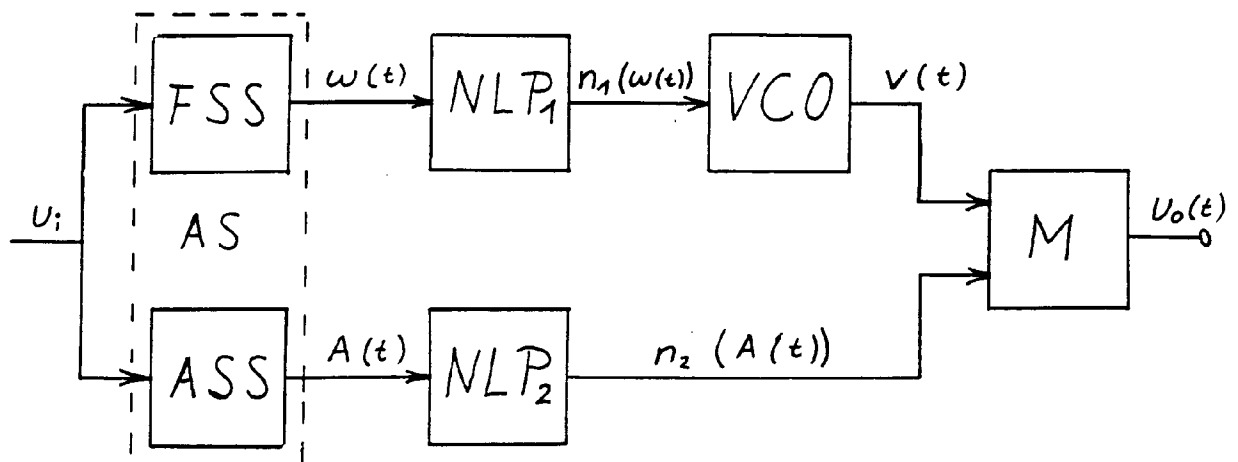 FSS
ω(t)
NLP₁
n₁(ω(t))
VCO
v(t)
Uᵢ
AS
M
U₀(t)
ASS
A(t)
NLP₂
n₂(A(t))